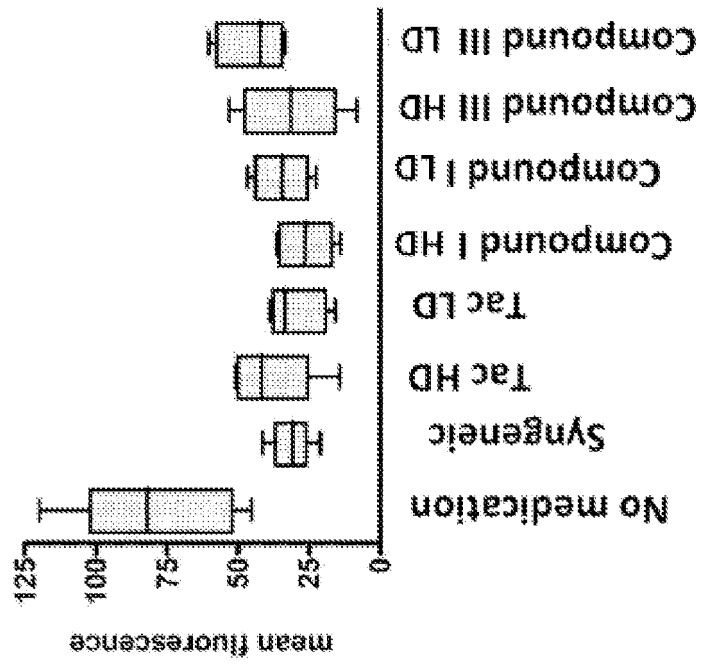 mean fluorescence
125
100
75
50
25
0
No medication
Syngeneic
Tac HD
Tac LD
Compound I HD
Compound I LD
Compound III HD
Compound III LD